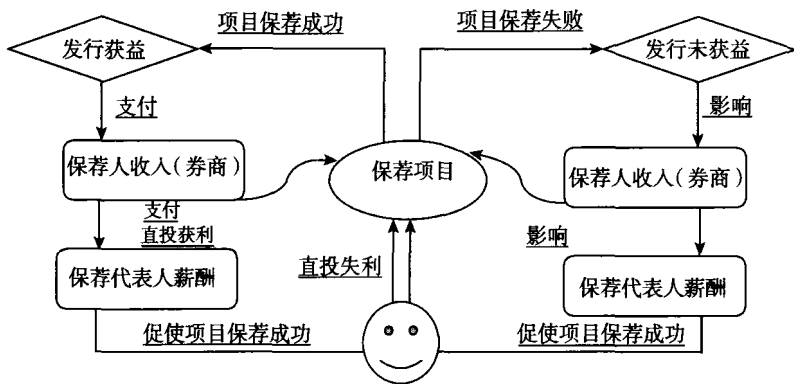 项目保荐成功
项目保荐失败
发行获益
发行未获益
支付
影响
保荐人收入(券商)
保荐项目
保荐人收入(券商)
支付
直投获利
影响
直投失利
保荐代表人薪酬
保荐代表人薪酬
促使项目保荐成功
促使项目保荐成功